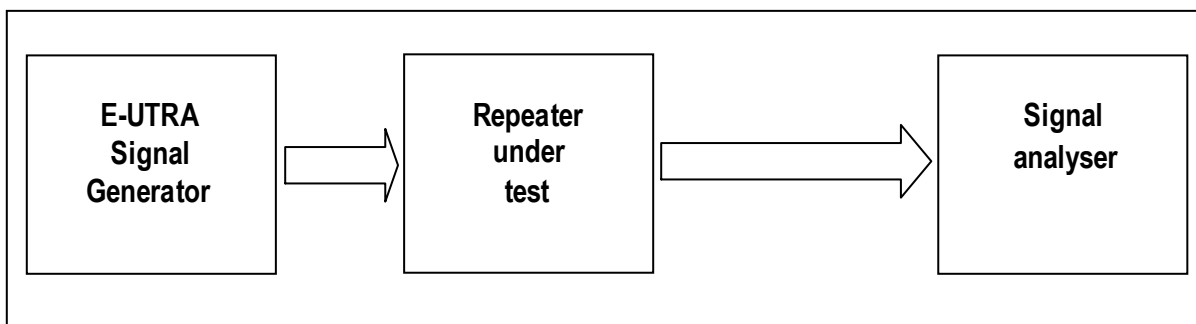 E-UTRA
Signal
Generator
Repeater
under
test
Signal
analyser